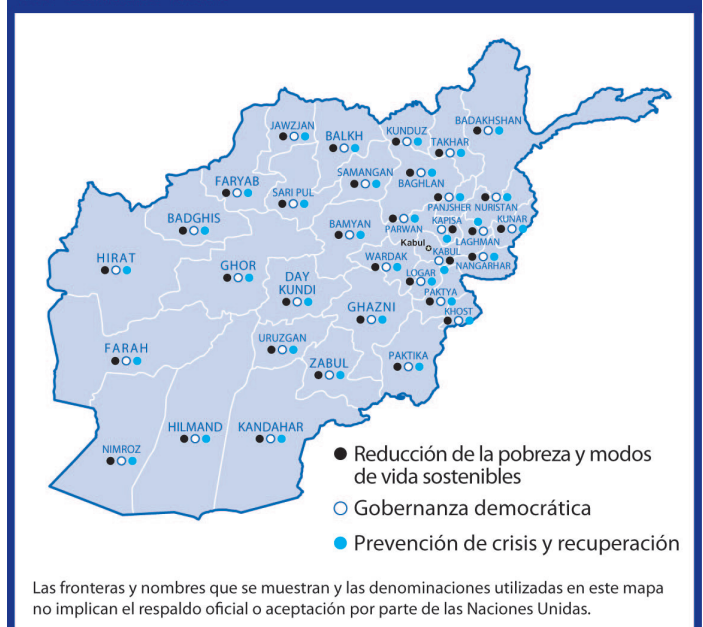 BADAKHSHAN
JAWZJAN
BALKH
KUNDUZ
TAKHAR
SAMANGAN
BAGHLAN
FARYAB
SARI PUL
PANJSHER
NURISTAN
BADGHIS
BAMYAN
PARWAN
KAPISA
KUNAR
Kabul
LAGHMAN
HIRAT
GHOR
WARDAK
KABUL
NANGARHAR
DAY
KUNDI
LOGAR
PAKTYA
GHAZNI
KHOST
FARAH
URUZGAN
ZABUL
PAKTIKA
HILMAND
KANDAHAR
NIMROZ
Reducción de la pobreza y modos
de vida sostenibles
Gobernanza democrática
Prevención de crisis y recuperación
Las fronteras y nombres que se muestran y las denominaciones utilizadas en este mapa
no implican el respaldo oficial o aceptación por parte de las Naciones Unidas.